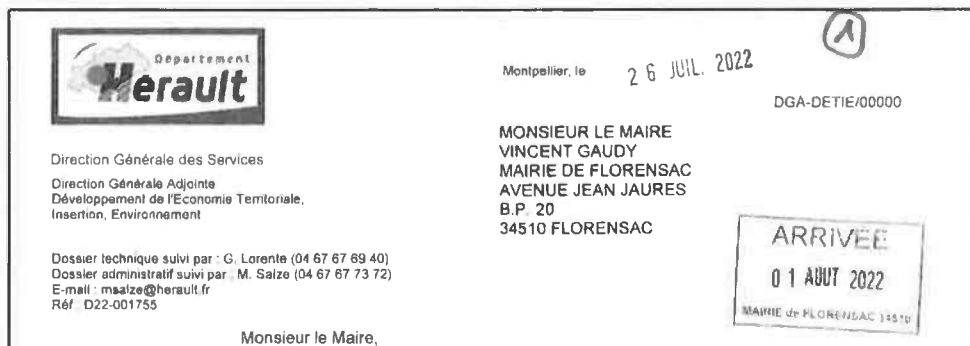 1
Département
Hérault
Montpellier, le 26 JUIL. 2022
DGA-DETIE/00000
MONSIEUR LE MAIRE
VINCENT GAUDY
MAIRIE DE FLORENSAC
AVENUE JEAN JAURES
B.P. 20
34510 FLORENSAC
Direction Générale des Services
Direction Générale Adjointe
Développement de l'Economie Territoriale,
Insertion, Environnement
Dossier technique suivi par : G. Lorente (04 67 67 69 40)
Dossier administratif suivi par : M. Salze (04 67 67 73 72)
E-mail : msalze@herault.fr
Réf : D22-001755
ARRIVÉE
01 AOUT 2022
MAIRIE de FLORENSAC 34510
Monsieur le Maire,